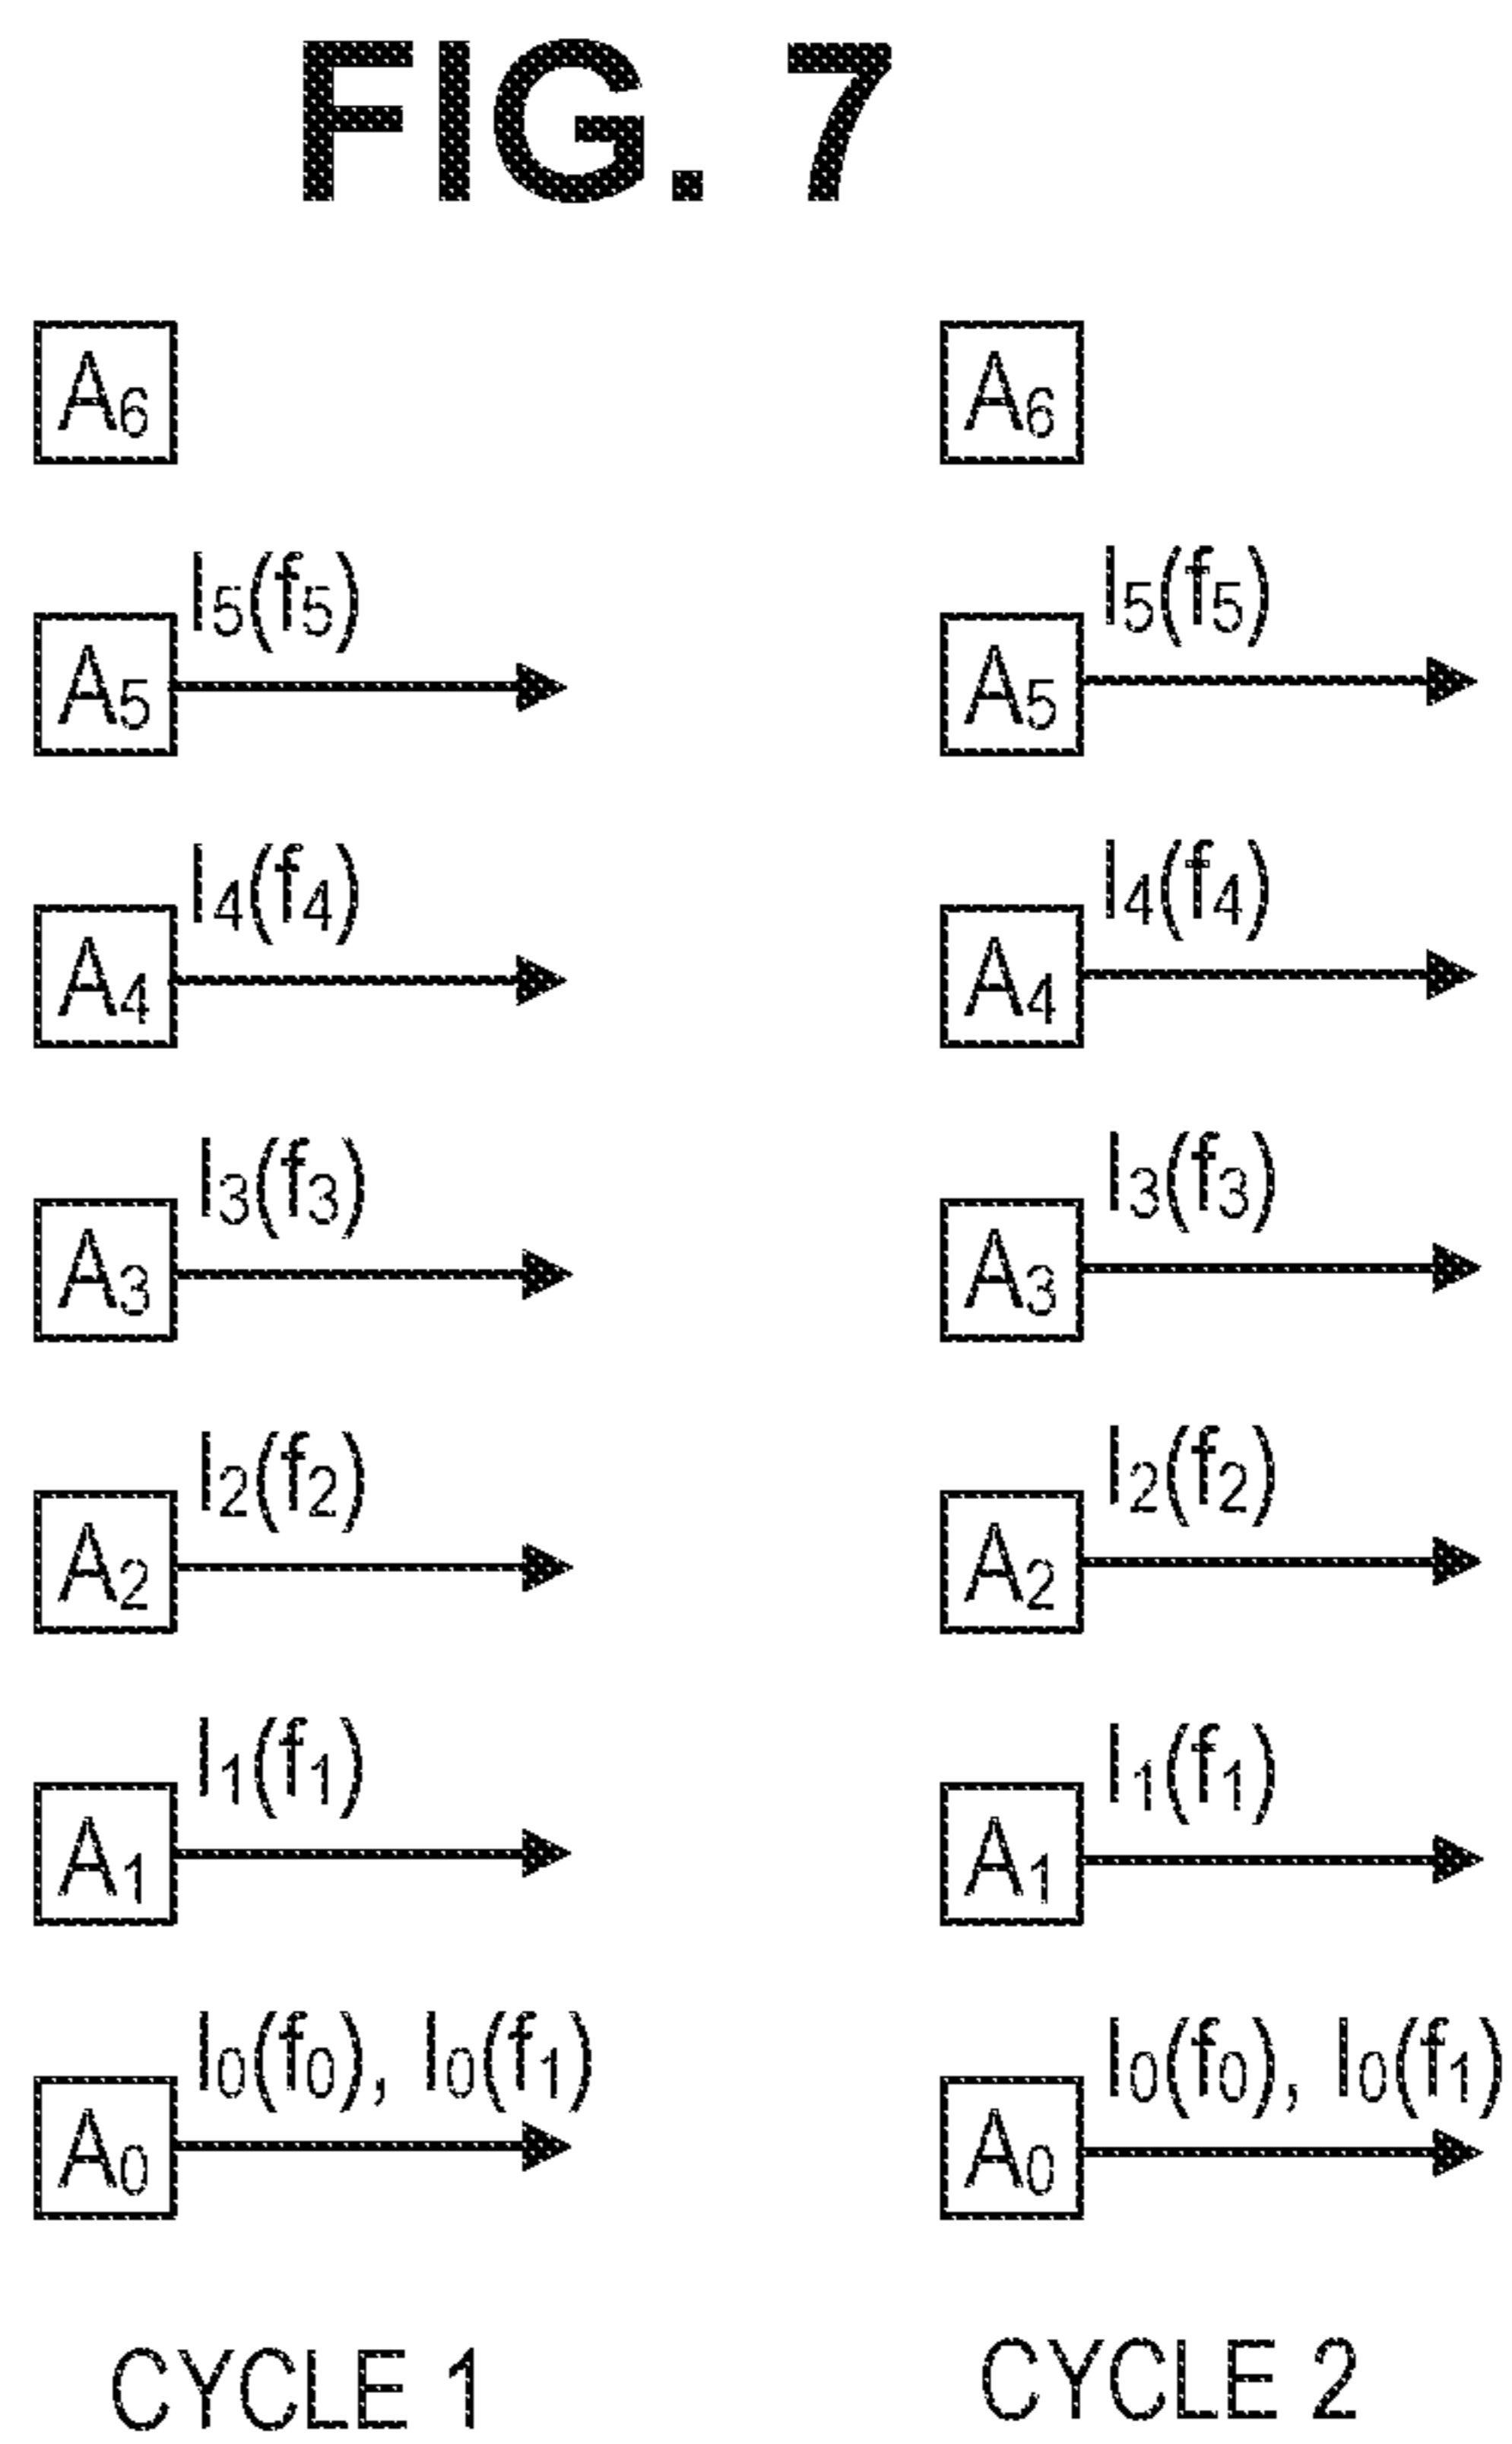 FIG. 7
A₆ A₆
I₅(f₅) I₅(f₅)
A₅ A₅
I₄(f₄) I₄(f₄)
A₄ A₄
I₃(f₃) I₃(f₃)
A₃ A₃
I₂(f₂) I₂(f₂)
A₂ A₂
I₁(f₁) I₁(f₁)
A₁ A₁
I₀(f₀), I₀(f₁) I₀(f₀), I₀(f₁)
A₀ A₀
CYCLE 1 CYCLE 2